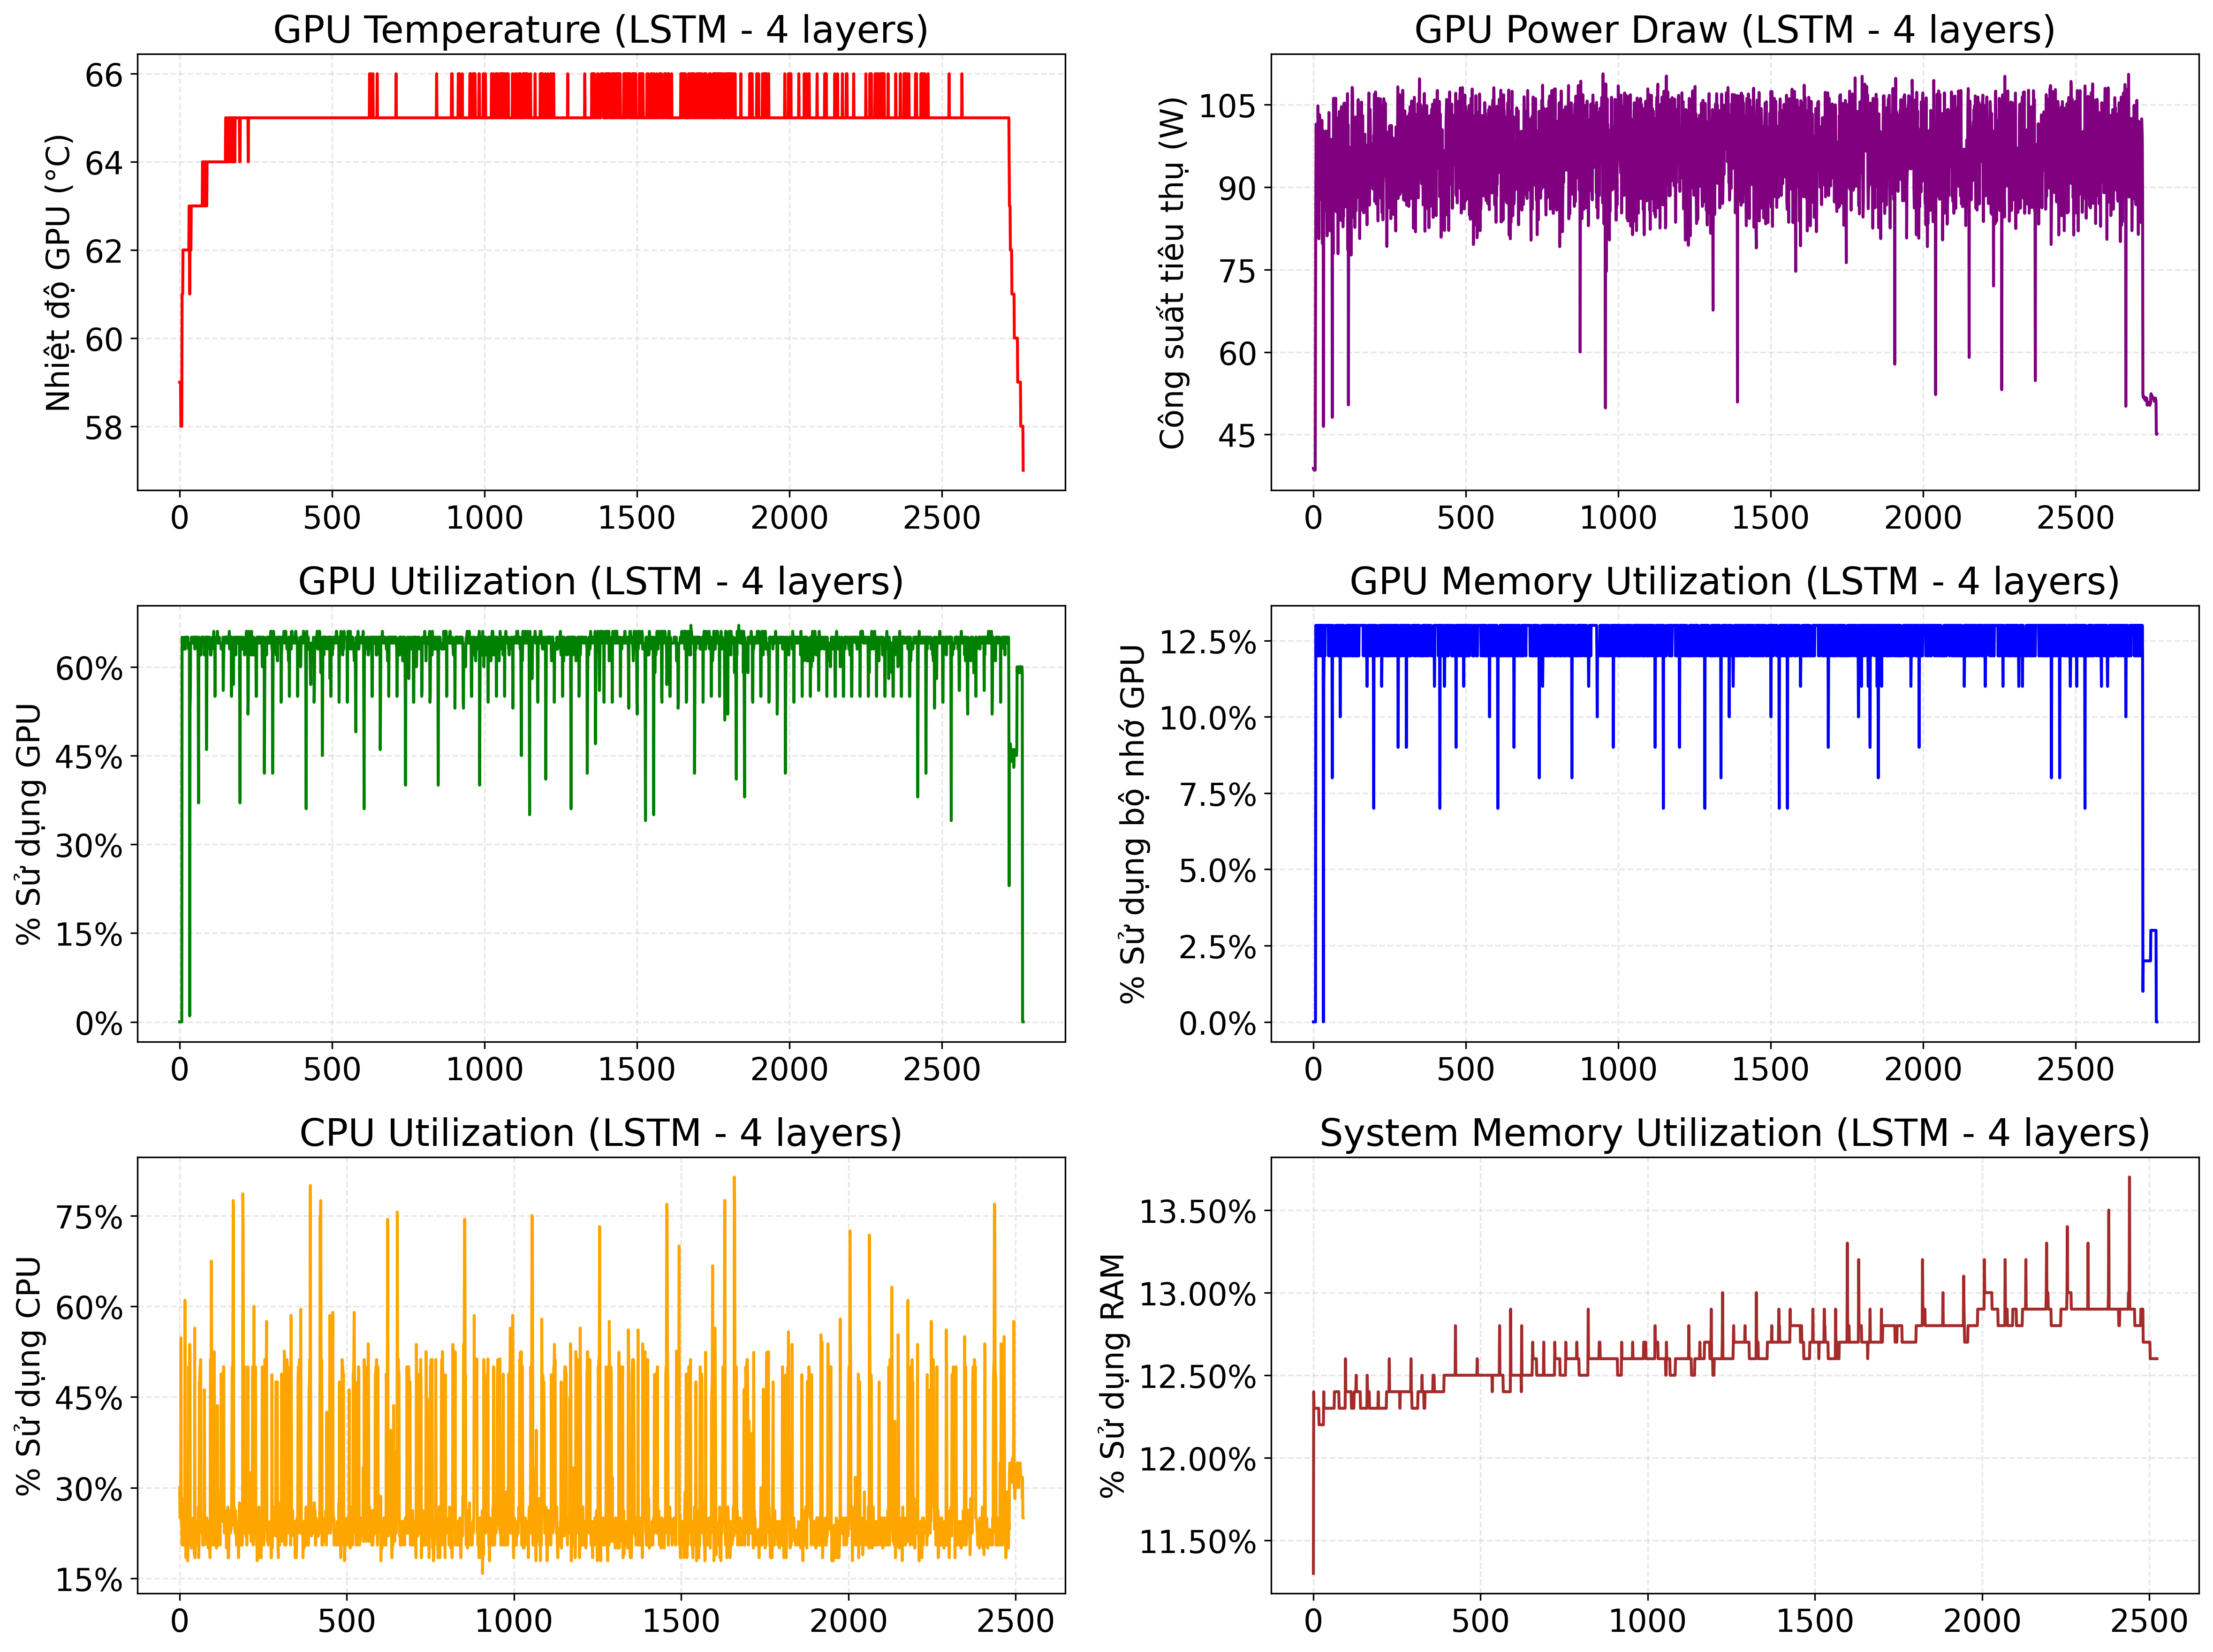 GPU Temperature (LSTM - 4 layers)
Nhiệt độ GPU (°C)
66
64
62
60
58
0 500 1000 1500 2000 2500
GPU Power Draw (LSTM - 4 layers)
Công suất tiêu thụ (W)
105
90
75
60
45
0 500 1000 1500 2000 2500
GPU Utilization (LSTM - 4 layers)
% Sử dụng GPU
60%
45%
30%
15%
0%
0 500 1000 1500 2000 2500
GPU Memory Utilization (LSTM - 4 layers)
% Sử dụng bộ nhớ GPU
12.5%
10.0%
7.5%
5.0%
2.5%
0.0%
0 500 1000 1500 2000 2500
CPU Utilization (LSTM - 4 layers)
% Sử dụng CPU
75%
60%
45%
30%
15%
0 500 1000 1500 2000 2500
System Memory Utilization (LSTM - 4 layers)
% Sử dụng RAM
13.50%
13.00%
12.50%
12.00%
11.50%
0 500 1000 1500 2000 2500